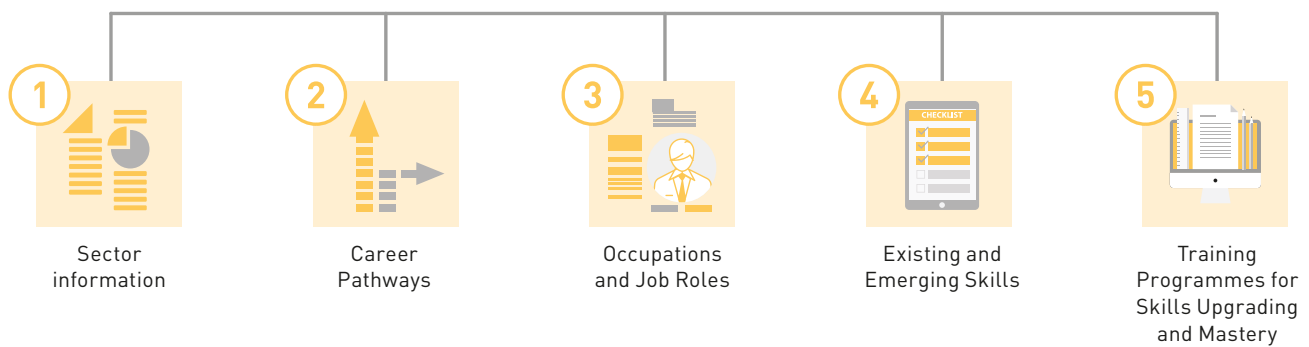 1
Sector
information
2
Career
Pathways
3
Occupations
and Job Roles
4
CHECKLIST
Existing and
Emerging Skills
5
Training
Programmes for
Skills Upgrading
and Mastery